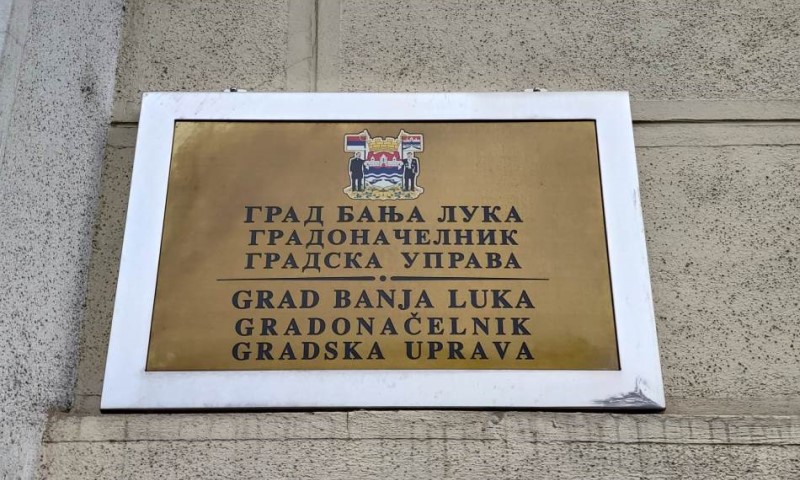 ГРАД БАЊА ЛУКА
ГРАДОНАЧЕЛНИК
ГРАДСКА УПРАВА
GRAD BANJA LUKA
GRADONAČELNIK
GRADSKA UPRAVA